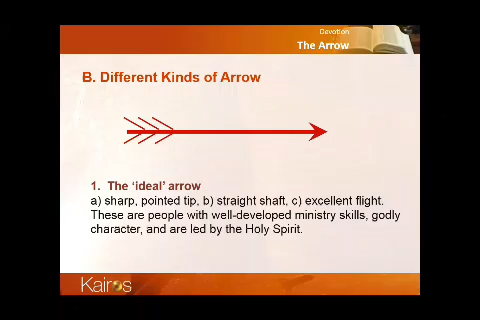 Devotion
The Arrow
B. Different Kinds of Arrow
1. The ‘ideal’ arrow
a) sharp, pointed tip, b) straight shaft, c) excellent flight.
These are people with well-developed ministry skills, godly
character, and are led by the Holy Spirit.
Kairos